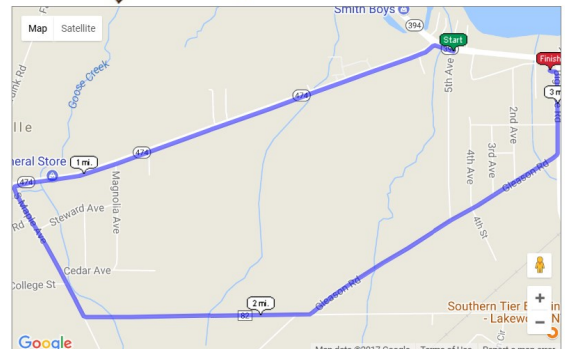 Map Satellite
Smith Boys
394
Start
Finish
Goose Creek
474
5th Ave
3 m
2nd Ave
3rd Ave
4th Ave
4th St
lle
474
neral Store
1 mi.
474
Gleason Rd
S Maple Ave
Steward Ave
Magnolia Ave
Rd
Cedar Ave
College St
82
2 mi.
Gleason Rd
Southern Tier
- Lakewo
Cir
Google
Map data ©2017 Google Terms of Use Report a map error